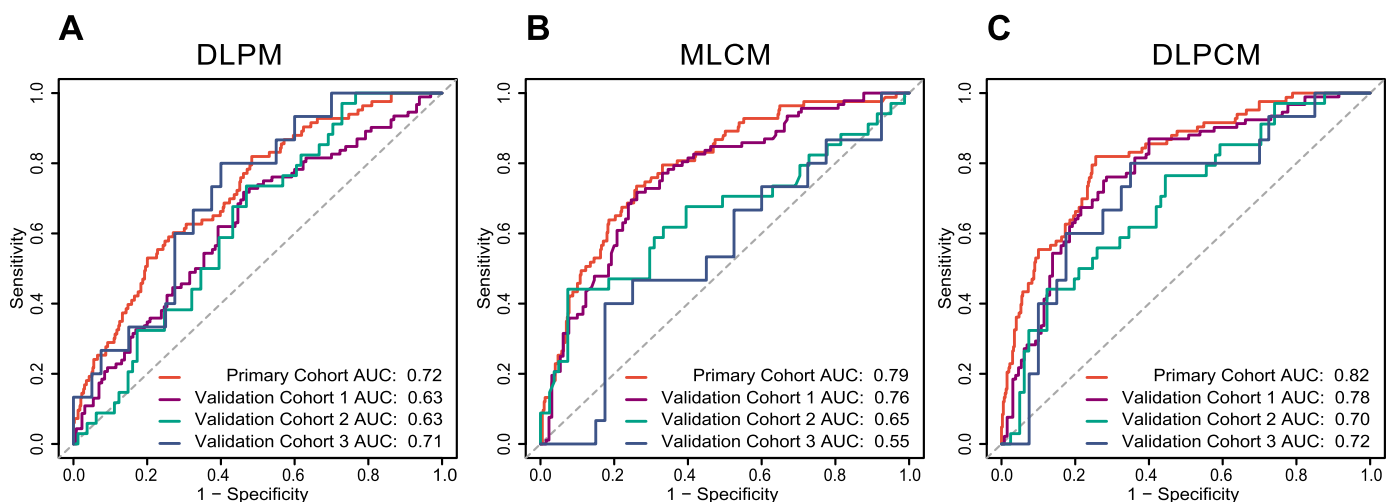 A
DLPM
Sensitivity
1.0
0.8
0.6
0.4
0.2
0.0
Primary Cohort AUC: 0.72
Validation Cohort 1 AUC: 0.63
Validation Cohort 2 AUC: 0.63
Validation Cohort 3 AUC: 0.71
0.0 0.2 0.4 0.6 0.8 1.0
1 − Specificity
B
MLCM
Sensitivity
1.0
0.8
0.6
0.4
0.2
0.0
Primary Cohort AUC: 0.79
Validation Cohort 1 AUC: 0.76
Validation Cohort 2 AUC: 0.65
Validation Cohort 3 AUC: 0.55
0.0 0.2 0.4 0.6 0.8 1.0
1 − Specificity
C
DLPCM
Sensitivity
1.0
0.8
0.6
0.4
0.2
0.0
Primary Cohort AUC: 0.82
Validation Cohort 1 AUC: 0.78
Validation Cohort 2 AUC: 0.70
Validation Cohort 3 AUC: 0.72
0.0 0.2 0.4 0.6 0.8 1.0
1 − Specificity